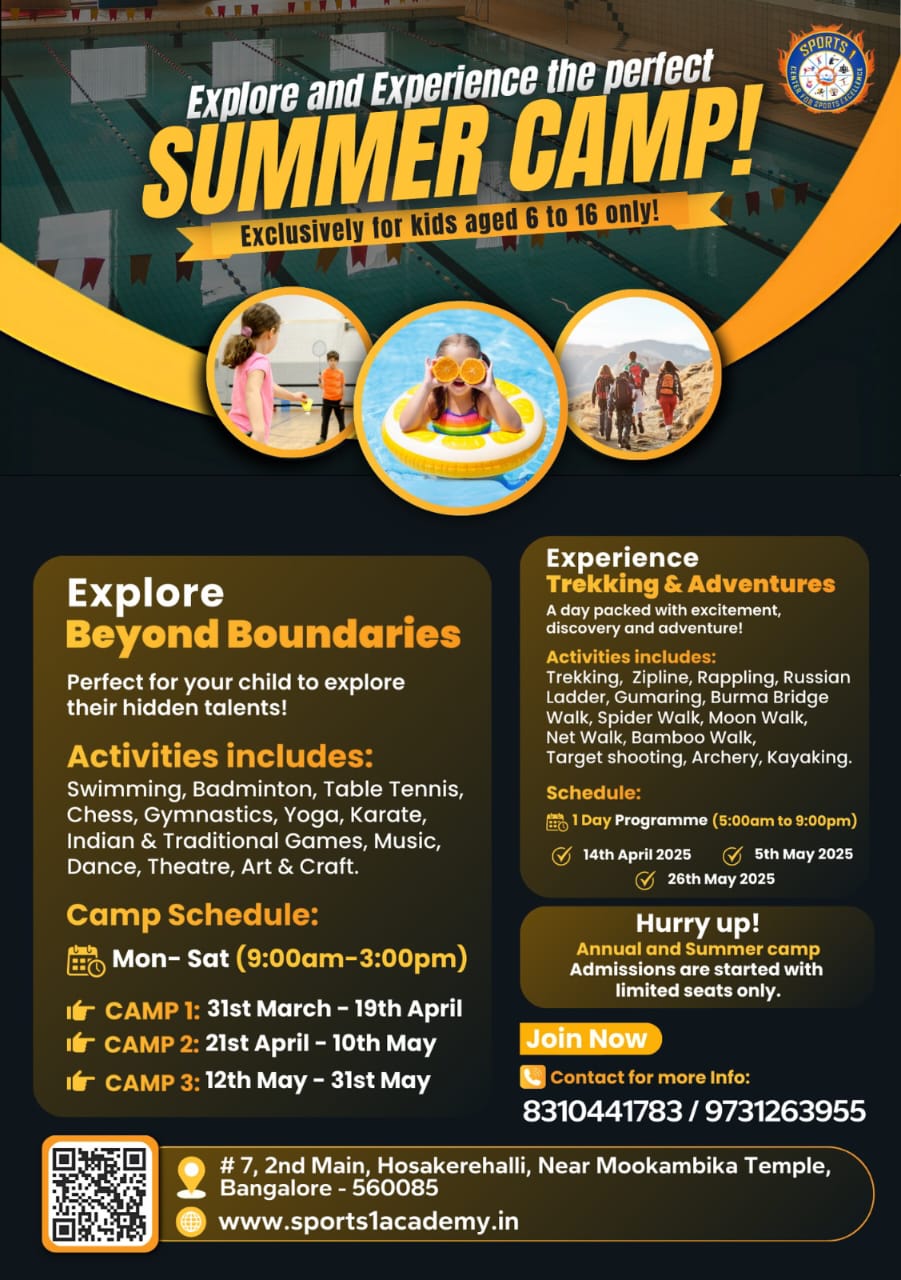 SPORTS 1
CENTER FOR SPORTS EXCELLENCE
Explore and Experience the perfect
SUMMER CAMP!
Exclusively for kids aged 6 to 16 only!
Explore
Beyond Boundaries
Perfect for your child to explore
their hidden talents!
Activities includes:
Swimming, Badminton, Table Tennis,
Chess, Gymnastics, Yoga, Karate,
Indian & Traditional Games, Music,
Dance, Theatre, Art & Craft.
Camp Schedule:
Mon- Sat (9:00am-3:00pm)
CAMP 1: 31st March - 19th April
CAMP 2: 21st April - 10th May
CAMP 3: 12th May - 31st May
Experience
Trekking & Adventures
A day packed with excitement,
discovery and adventure!
Activities includes:
Trekking, Zipline, Rappling, Russian
Ladder, Gumaring, Burma Bridge
Walk, Spider Walk, Moon Walk,
Net Walk, Bamboo Walk,
Target shooting, Archery, Kayaking.
Schedule:
1 Day Programme (5:00am to 9:00pm)
14th April 2025 5th May 2025
26th May 2025
Hurry up!
Annual and Summer camp
Admissions are started with
limited seats only.
Join Now
Contact for more Info:
8310441783 / 9731263955
# 7, 2nd Main, Hosakerehalli, Near Mookambika Temple,
Bangalore - 560085
www.sports1academy.in